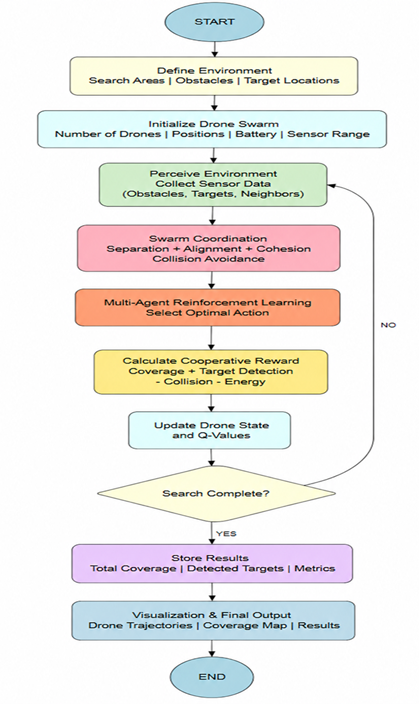 START
Define Environment
Search Areas | Obstacles | Target Locations
Initialize Drone Swarm
Number of Drones | Positions | Battery | Sensor Range
Perceive Environment
Collect Sensor Data
(Obstacles, Targets, Neighbors)
Swarm Coordination
Separation + Alignment + Cohesion
Collision Avoidance
Multi-Agent Reinforcement Learning
Select Optimal Action
NO
Calculate Cooperative Reward
Coverage + Target Detection
- Collision - Energy
Update Drone State
and Q-Values
Search Complete?
YES
Store Results
Total Coverage | Detected Targets | Metrics
Visualization & Final Output
Drone Trajectories | Coverage Map | Results
END